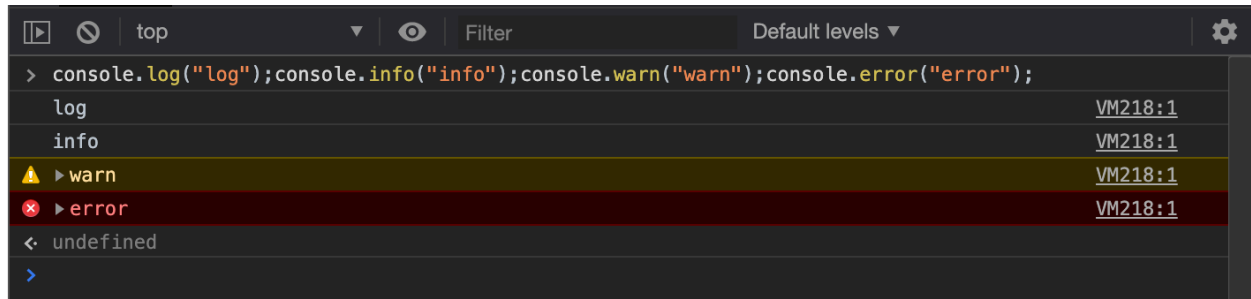 top Filter Default levels
console.log("log");console.info("info");console.warn("warn");console.error("error");
log VM218:1
info VM218:1
warn VM218:1
error VM218:1
undefined